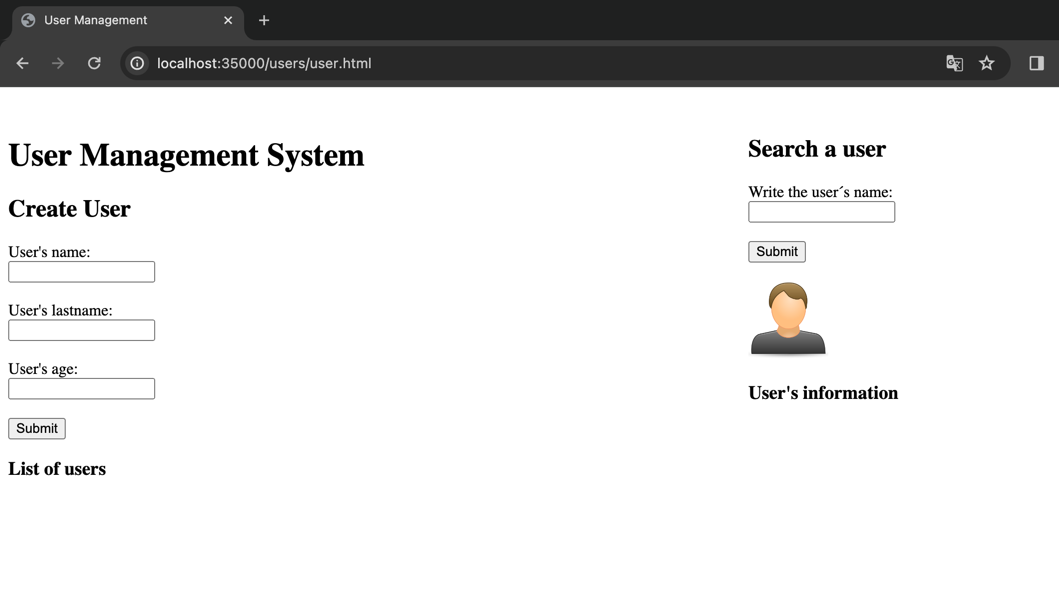 User Management
localhost:35000/users/user.html
User Management System
Create User
User's name:
User's lastname:
User's age:
Submit
List of users
Search a user
Write the user´s name:
Submit
User's information